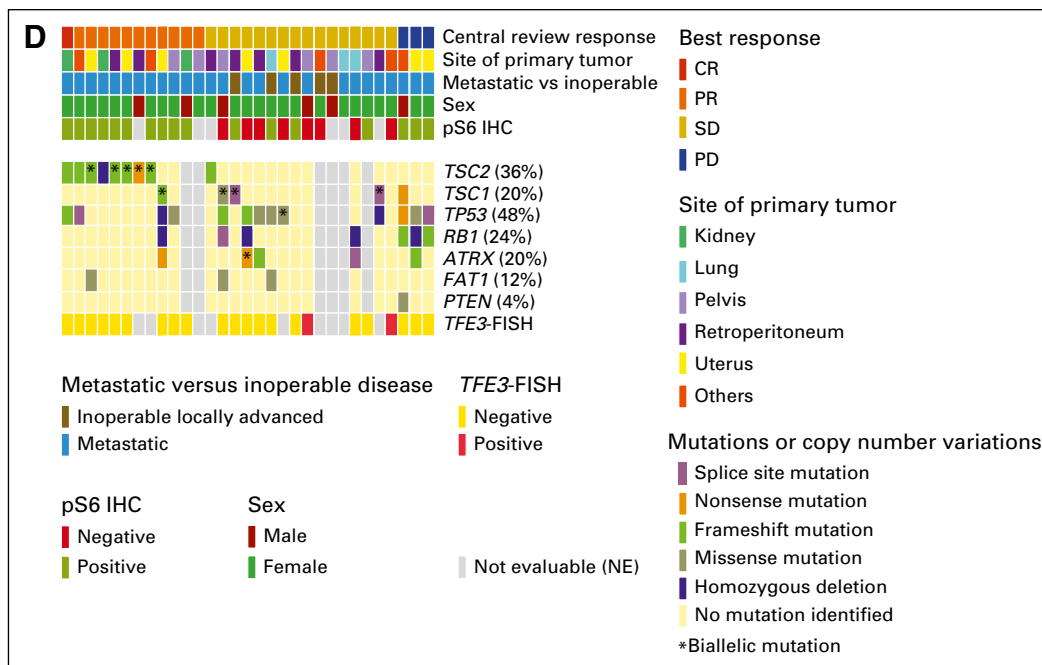 D
Central review response
Site of primary tumor
Metastatic vs inoperable
Sex
pS6 IHC
* * * * *
TSC2 (36%)
* * * *
TSC1 (20%)
*
TP53 (48%)
RB1 (24%)
*
ATRX (20%)
FAT1 (12%)
PTEN (4%)
TFE3-FISH
Metastatic versus inoperable disease
Inoperable locally advanced
Metastatic
TFE3-FISH
Negative
Positive
pS6 IHC
Negative
Positive
Sex
Male
Female
Not evaluable (NE)
Best response
CR
PR
SD
PD
Site of primary tumor
Kidney
Lung
Pelvis
Retroperitoneum
Uterus
Others
Mutations or copy number variations
Splice site mutation
Nonsense mutation
Frameshift mutation
Missense mutation
Homozygous deletion
No mutation identified
*Biallelic mutation